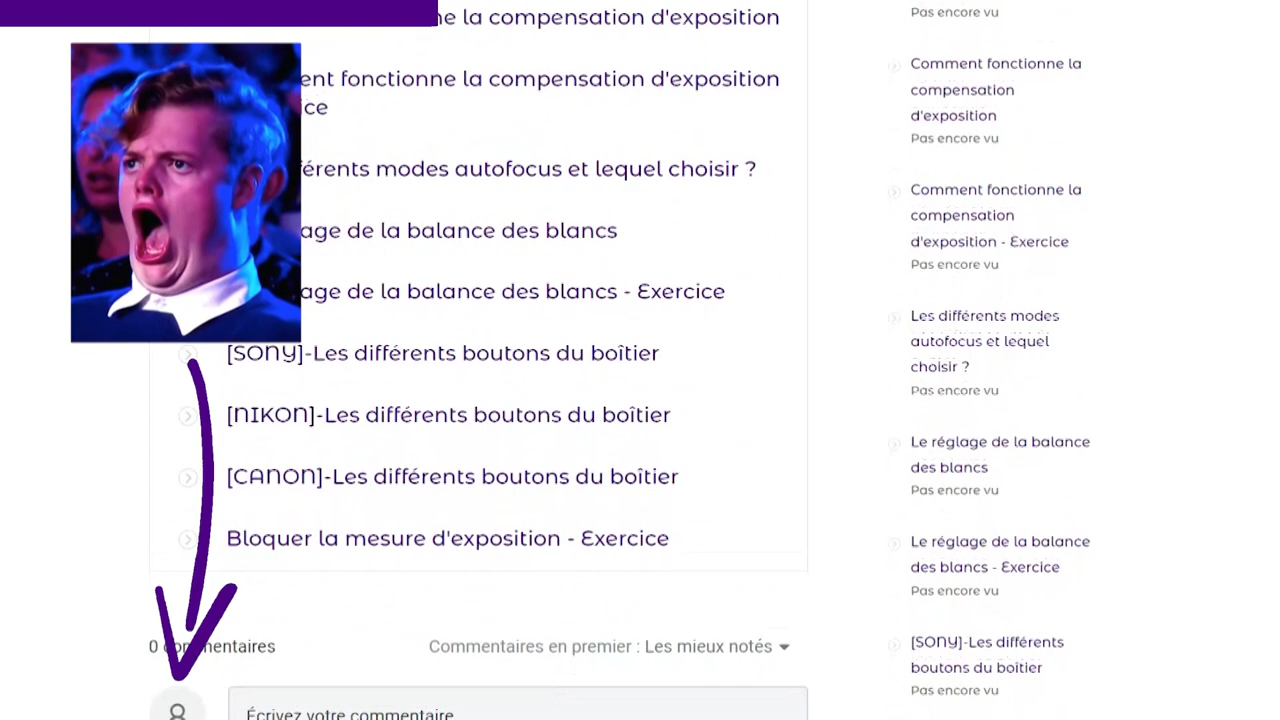 ne la compensation d'exposition
ent fonctionne la compensation d'exposition
ice
férents modes autofocus et lequel choisir ?
age de la balance des blancs
age de la balance des blancs - Exercice
[SONY]-Les différents boutons du boîtier
[NIKON]-Les différents boutons du boîtier
[CANON]-Les différents boutons du boîtier
Bloquer la mesure d'exposition - Exercice
0 commentaires
Commentaires en premier : Les mieux notés
Écrivez votre commentaire
Pas encore vu
Comment fonctionne la
compensation
d'exposition
Pas encore vu
Comment fonctionne la
compensation
d'exposition - Exercice
Pas encore vu
Les différents modes
autofocus et lequel
choisir ?
Pas encore vu
Le réglage de la balance
des blancs
Pas encore vu
Le réglage de la balance
des blancs - Exercice
Pas encore vu
[SONY]-Les différents
boutons du boîtier
Pas encore vu